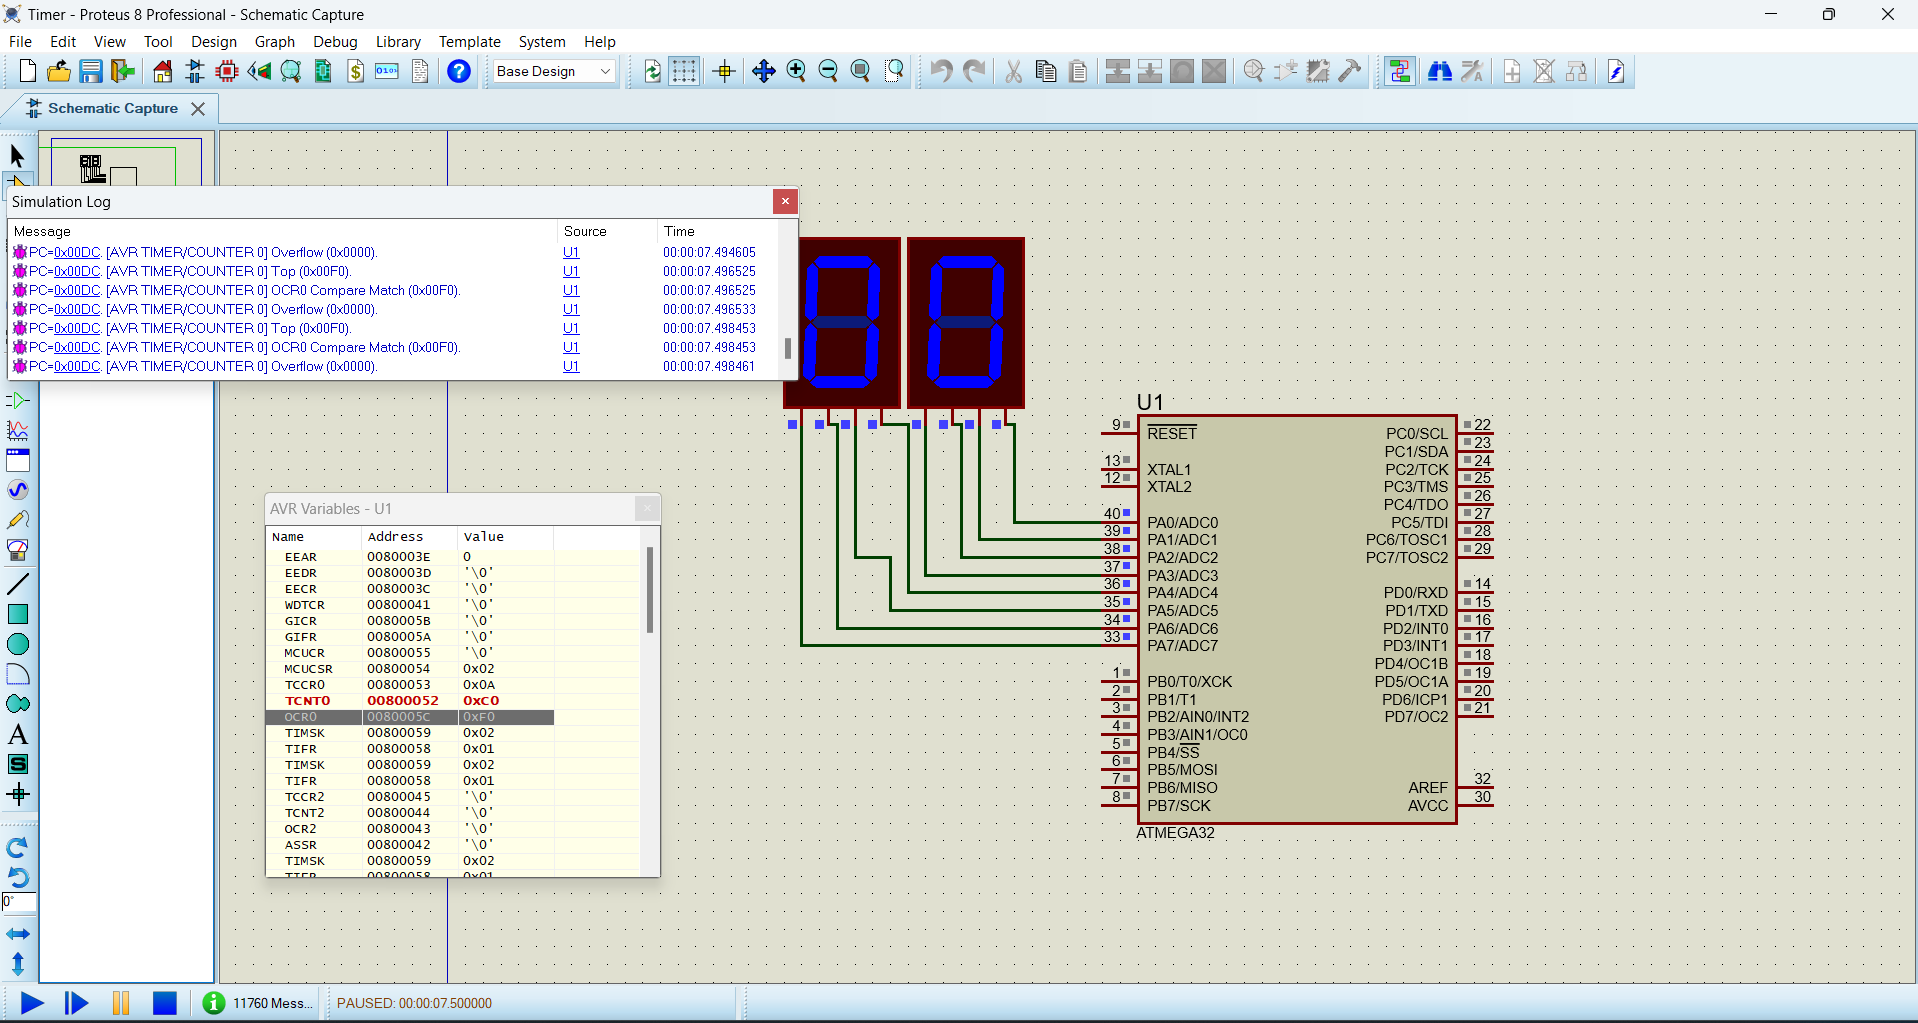 Timer - Proteus 8 Professional - Schematic Capture
File Edit View Tool Design Graph Debug Library Template System Help
Base Design
Schematic Capture
Simulation Log
Message Source Time
PC=0x00DC. [AVR TIMER/COUNTER 0] Overflow (0x0000). U1 00:00:07.494605
PC=0x00DC. [AVR TIMER/COUNTER 0] Top (0x00F0). U1 00:00:07.496525
PC=0x00DC. [AVR TIMER/COUNTER 0] OCR0 Compare Match (0x00F0). U1 00:00:07.496525
PC=0x00DC. [AVR TIMER/COUNTER 0] Overflow (0x0000). U1 00:00:07.496533
PC=0x00DC. [AVR TIMER/COUNTER 0] Top (0x00F0). U1 00:00:07.498453
PC=0x00DC. [AVR TIMER/COUNTER 0] OCR0 Compare Match (0x00F0). U1 00:00:07.498453
PC=0x00DC. [AVR TIMER/COUNTER 0] Overflow (0x0000). U1 00:00:07.498461
00
AVR Variables - U1
Name Address Value
EEAR 0080003E 0
EEDR 0080003D '\0'
EECR 0080003C '\0'
WDTCR 00800041 '\0'
GICR 0080005B '\0'
GIFR 0080005A '\0'
MCUCR 00800055 '\0'
MCUCSR 00800054 0x02
TCCR0 00800053 0x0A
TCNT0 00800052 0xC0
OCR0 0080005C 0xF0
TIMSK 00800059 0x02
TIFR 00800058 0x01
TIMSK 00800059 0x02
TIFR 00800058 0x01
TCCR2 00800045 '\0'
TCNT2 00800044 '\0'
OCR2 00800043 '\0'
ASSR 00800042 '\0'
TIMSK 00800059 0x02
TIFR 00800058 0x01
U1
9 RESET PC0/SCL 22
PC1/SDA 23
13 XTAL1 PC2/TCK 24
12 XTAL2 PC3/TMS 25
PC4/TDO 26
40 PA0/ADC0 PC5/TDI 27
39 PA1/ADC1 PC6/TOSC1 28
38 PA2/ADC2 PC7/TOSC2 29
37 PA3/ADC3
36 PA4/ADC4 PD0/RXD 14
35 PA5/ADC5 PD1/TXD 15
34 PA6/ADC6 PD2/INT0 16
33 PA7/ADC7 PD3/INT1 17
PD4/OC1B 18
1 PB0/T0/XCK PD5/OC1A 19
2 PB1/T1 PD6/ICP1 20
3 PB2/AIN0/INT2 PD7/OC2 21
4 PB3/AIN1/OC0
5 PB4/SS
6 PB5/MOSI
7 PB6/MISO AREF 32
8 PB7/SCK AVCC 30
ATMEGA32
0°
11760 Mess... PAUSED: 00:00:07.500000